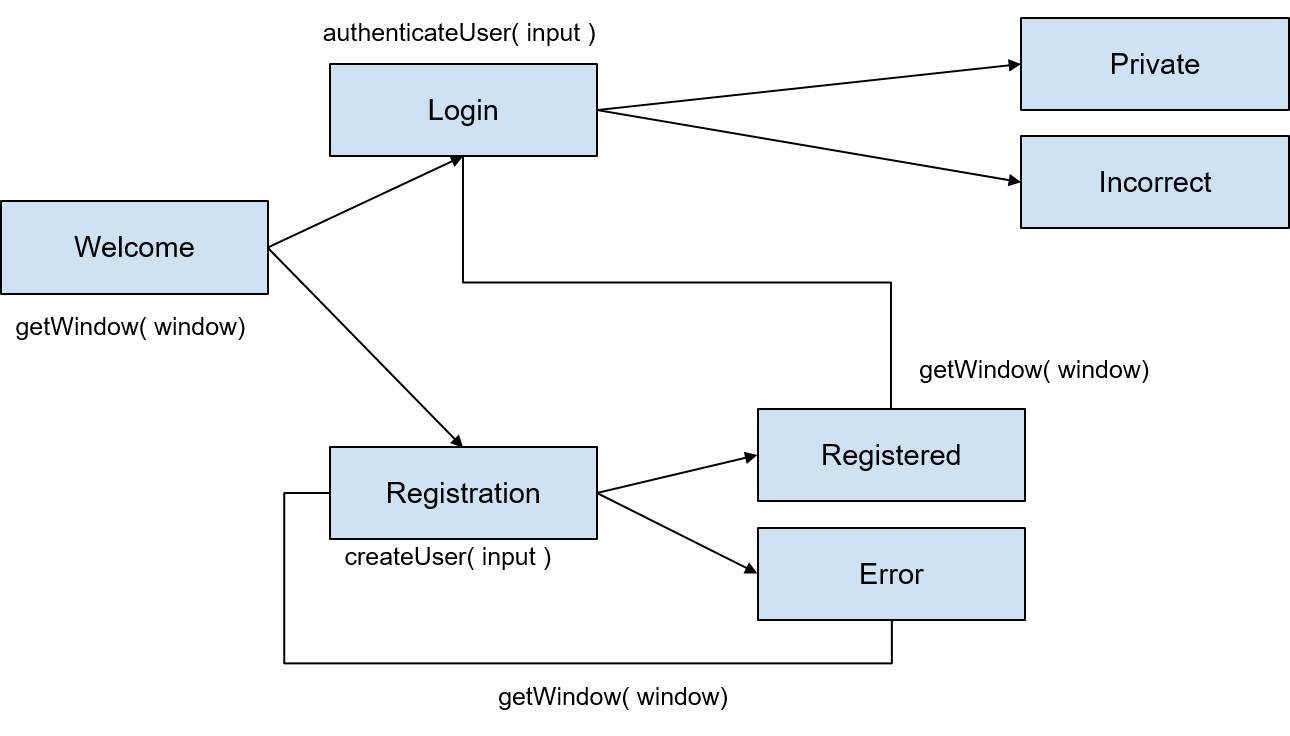 authenticateUser( input )
Private
Login
Incorrect
Welcome
getWindow( window)
getWindow( window)
Registered
Registration
createUser( input )
Error
getWindow( window)